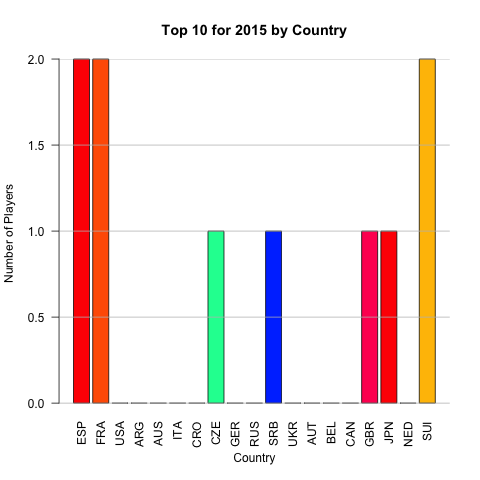 Top 10 for 2015 by Country
Number of Players
2.0
1.5
1.0
0.5
0.0
ESP
FRA
USA
ARG
AUS
ITA
CRO
CZE
GER
RUS
SRB
UKR
AUT
BEL
CAN
GBR
JPN
NED
SUI
Country